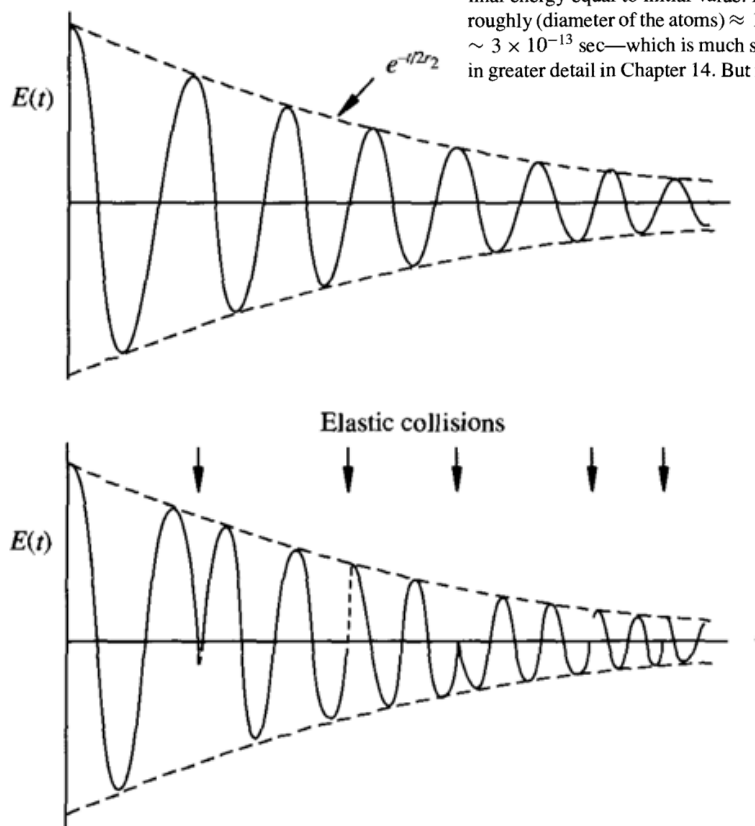 roughly (diameter of the atoms) ≈
~ 3 × 10⁻¹³ sec—which is much s
in greater detail in Chapter 14. But
e^{-t/2τ₂}
E(t)
Elastic collisions
E(t)